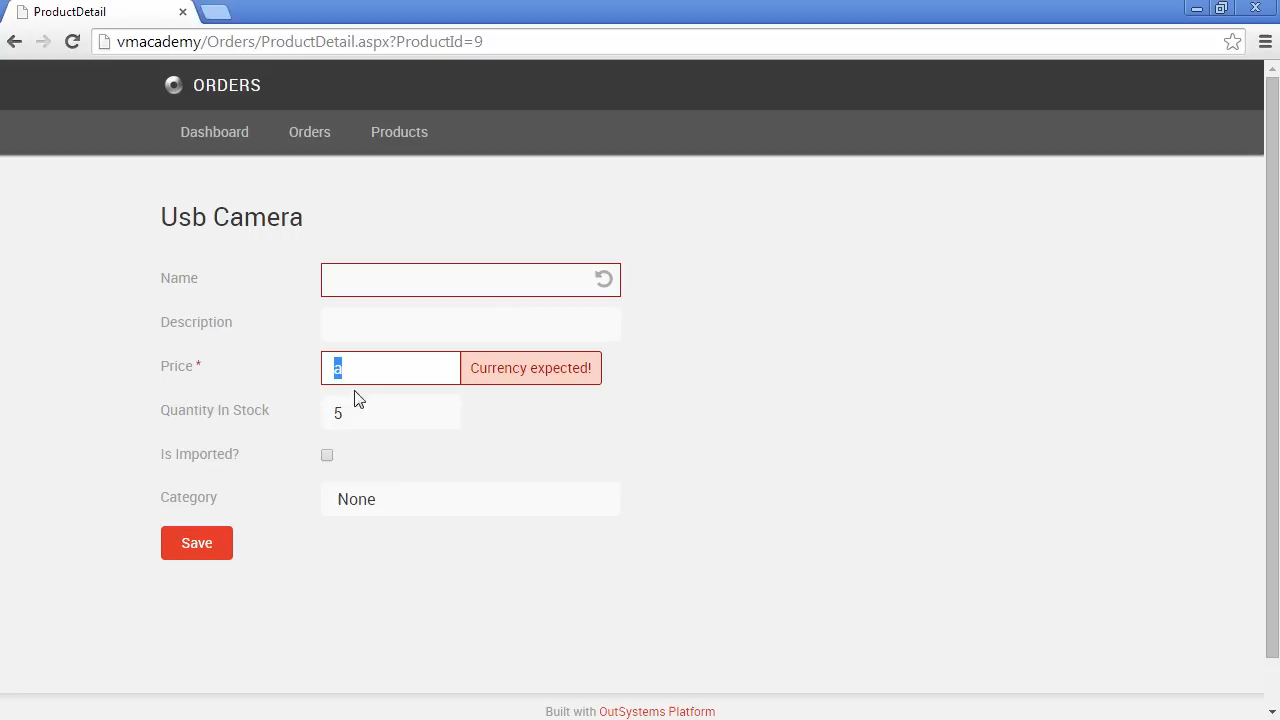 ProductDetail
vmacademy/Orders/ProductDetail.aspx?ProductId=9
ORDERS
Dashboard Orders Products
Usb Camera
Name
Description
Price * a Currency expected!
Quantity In Stock 5
Is Imported?
Category None
Save
Built with OutSystems Platform